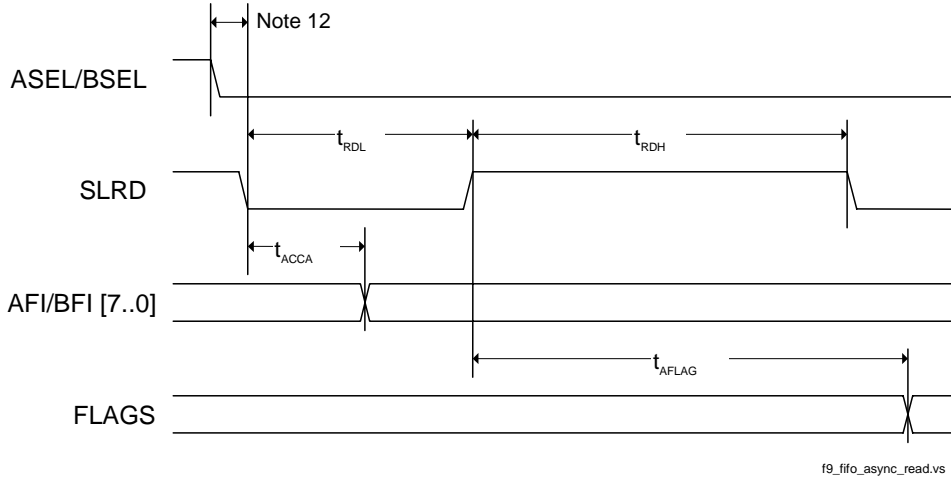 Note 12
ASEL/BSEL
tRDL
tRDH
SLRD
tACCA
AFI/BFI [7..0]
tAFLAG
FLAGS
f9_fifo_async_read.vs